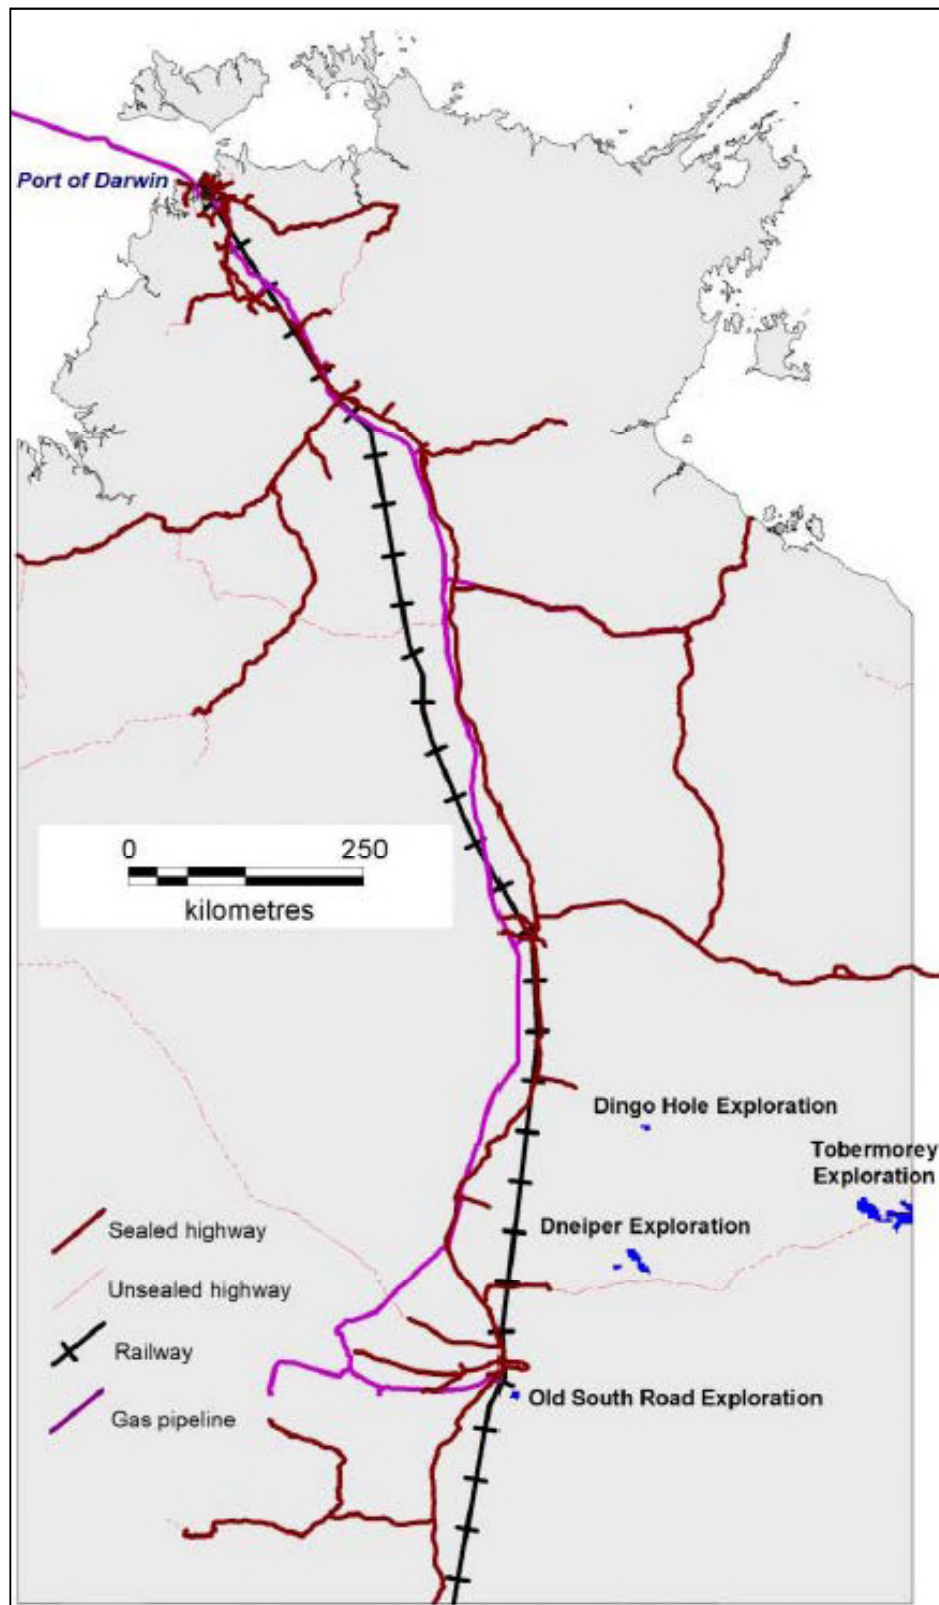 Port of Darwin
0 250
kilometres
Dingo Hole Exploration
Tobermorey
Exploration
Sealed highway
Dneiper Exploration
Unsealed highway
Railway
Old South Road Exploration
Gas pipeline